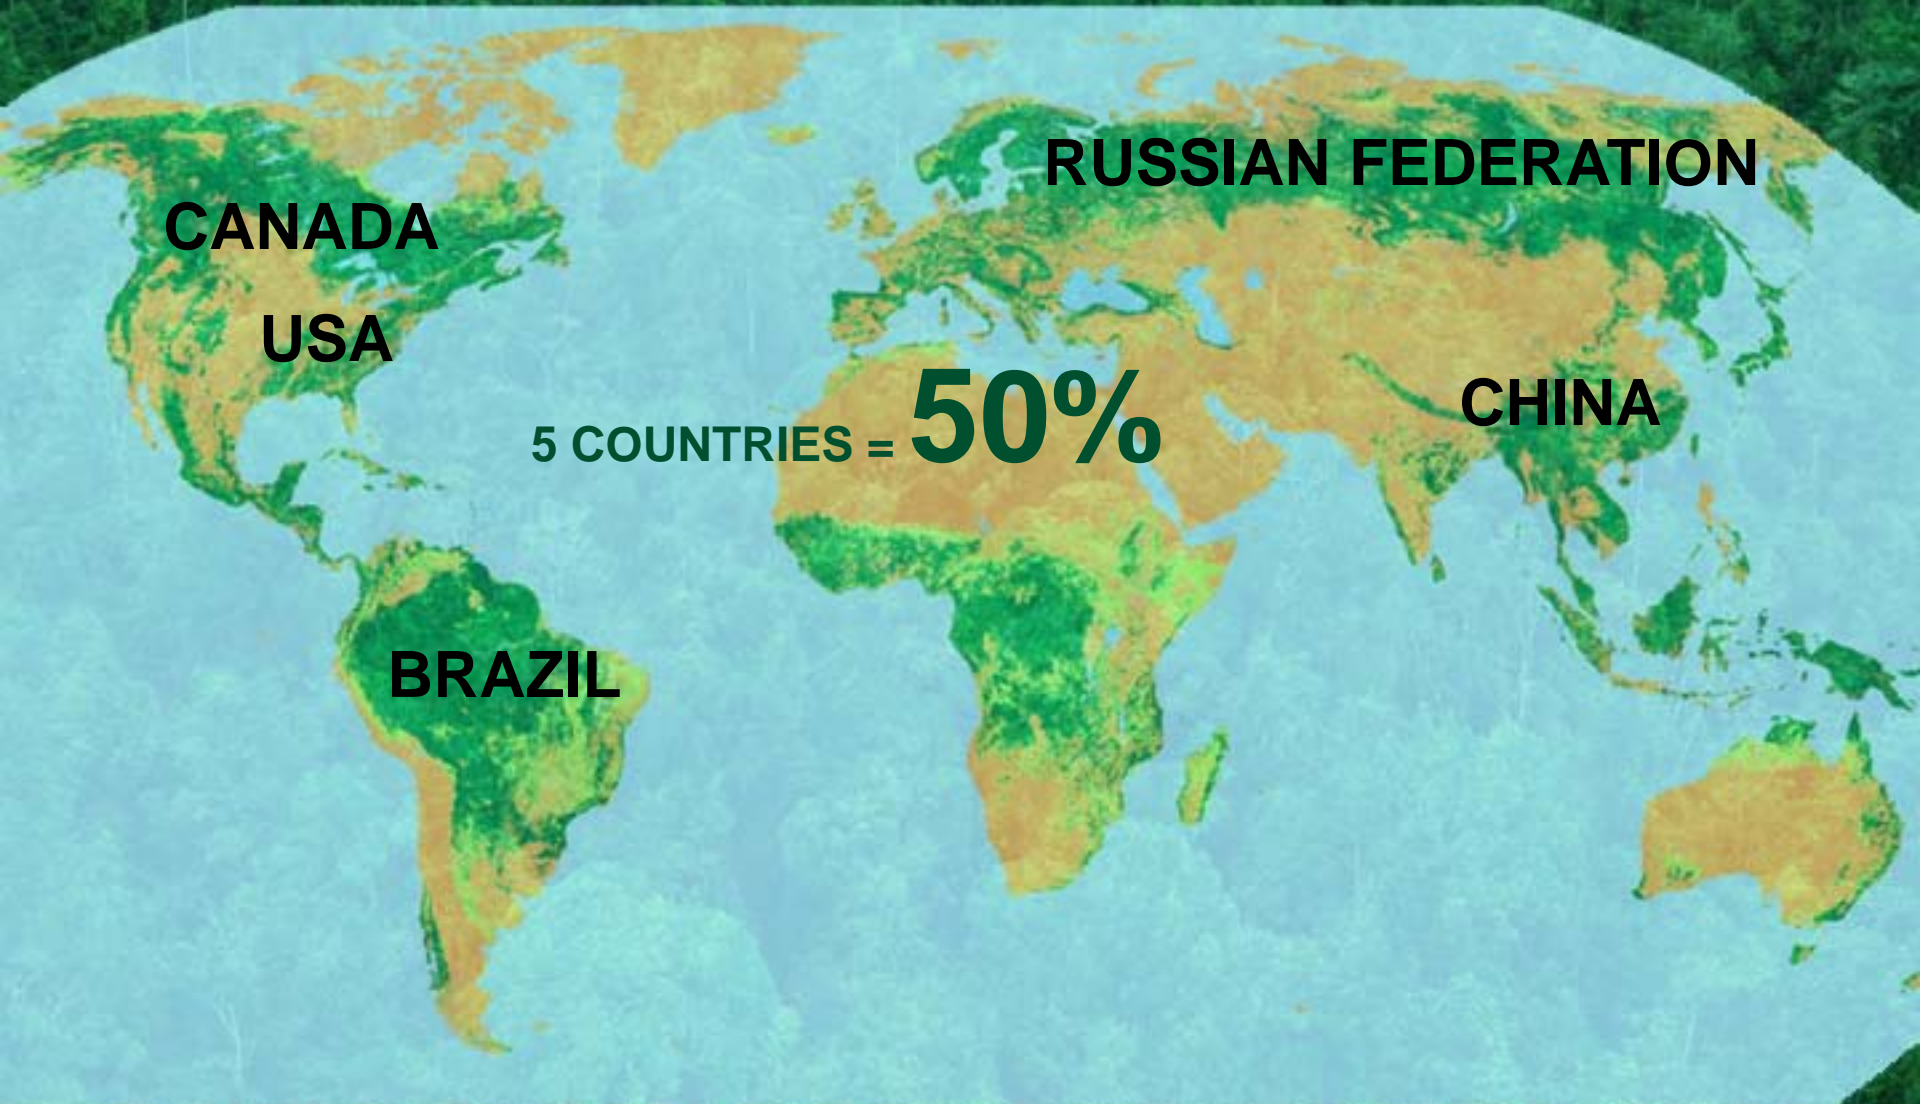 RUSSIAN FEDERATION
CANADA
USA
CHINA
5 COUNTRIES = 50%
BRAZIL